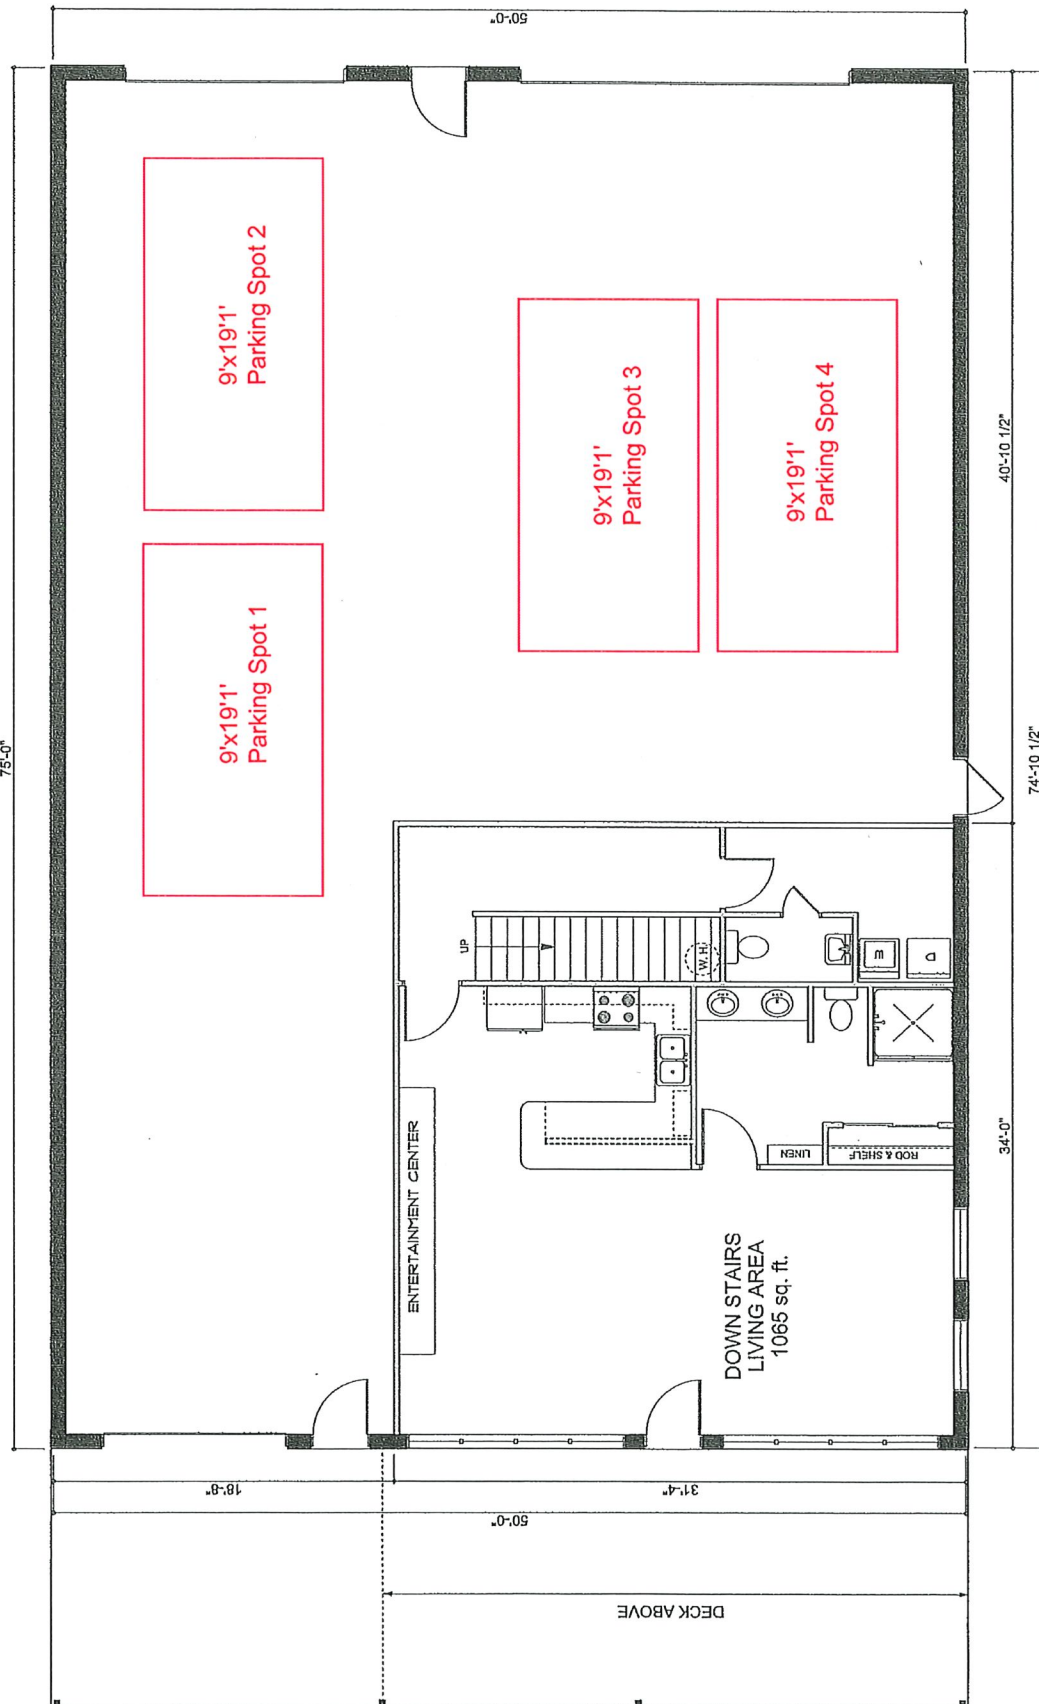 50'-0"
75'-0"
9'x19'1'
Parking Spot 2
9'x19'1'
Parking Spot 1
9'x19'1'
Parking Spot 3
9'x19'1'
Parking Spot 4
40'-10 1/2"
74'-10 1/2"
34'-0"
UP
W.H.
W
D
ENTERTAINMENT CENTER
LINEN
ROD & SHELF
DOWN STAIRS
LIVING AREA
1065 sq. ft.
18'-8"
31'-4"
50'-0"
DECK ABOVE